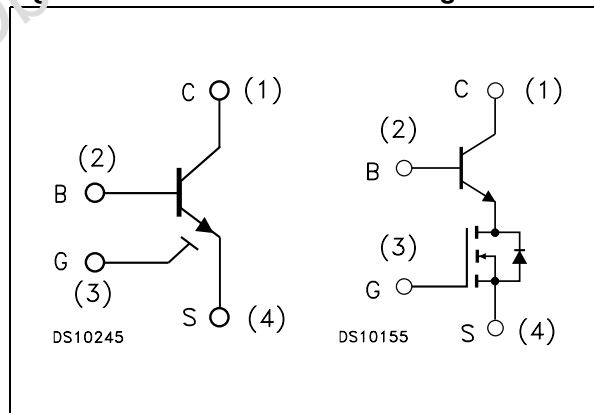 C (1)
(2)
B
G
(3)
S (4)
DS10245
C (1)
(2)
B
(3)
G
S (4)
DS10155